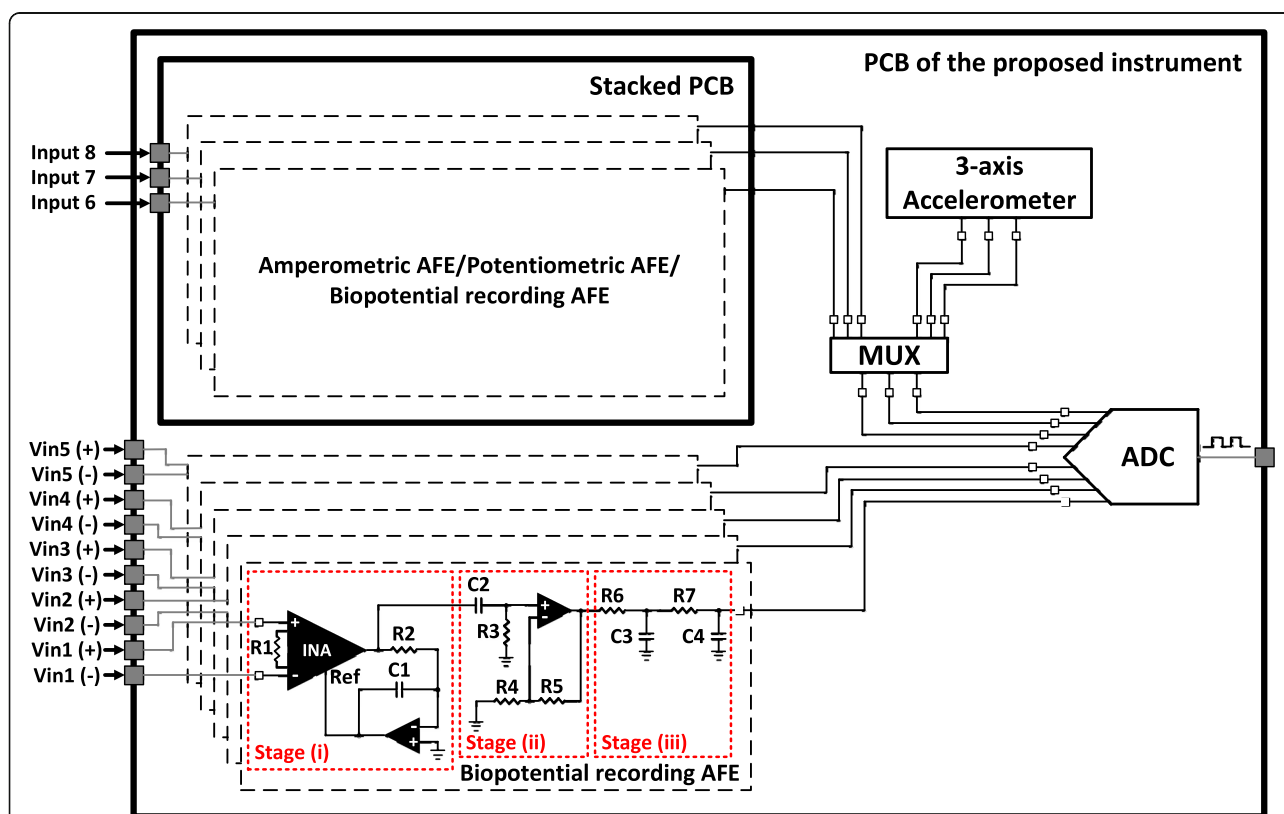 PCB of the proposed instrument
Stacked PCB
Input 8
Input 7
Input 6
3-axis
Accelerometer
Amperometric AFE/Potentiometric AFE/
Biopotential recording AFE
MUX
ADC
Vin5 (+)
Vin5 (-)
Vin4 (+)
Vin4 (-)
Vin3 (+)
Vin3 (-)
Vin2 (+)
Vin2 (-)
Vin1 (+)
Vin1 (-)
R1
+
-
INA
Ref
R2
C1
-
+
Stage (i)
C2
R3
+
-
R4
R5
Stage (ii)
R6
R7
C3
C4
Stage (iii)
Biopotential recording AFE